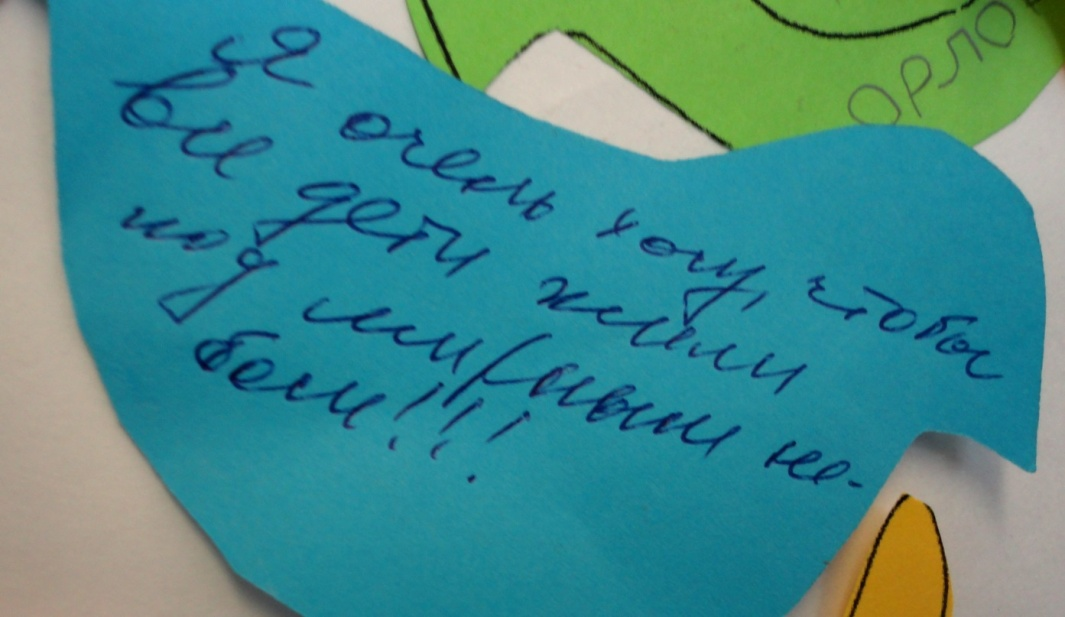 ОРЛО
Я очень хочу, чтобы
все дети жили
под мирным не-
бом!!!